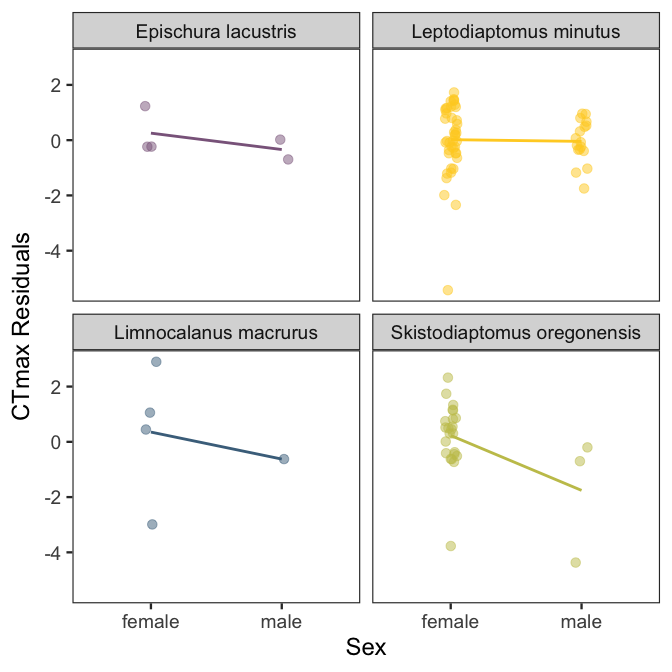 Epischura lacustris
Leptodiaptomus minutus
2
0
-2
-4
CTmax Residuals
Limnocalanus macrurus
Skistodiaptomus oregonensis
2
0
-2
-4
female
male
female
male
Sex